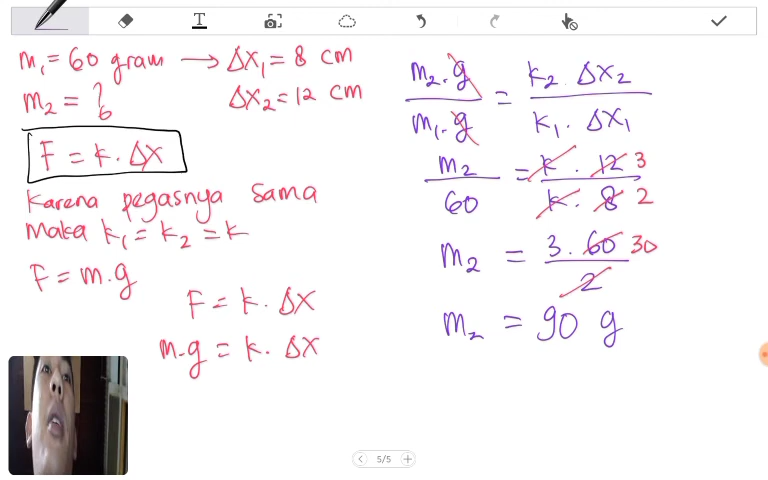 T
m₁ = 60 gram → Δx₁ = 8 cm
m₂ = ? Δx₂ = 12 cm
F = k . Δx
Karena pegasnya sama
Maka k₁ = k₂ = k
F = m.g
F = k . Δx
m.g = k . Δx
m₂.g / m₁.g = k₂ . Δx₂ / k₁ . Δx₁
m₂ / 60 = k . 12 3 / k . 8 2
m₂ = 3 . 60 30 / 2
m₂ = 90 g
5/5